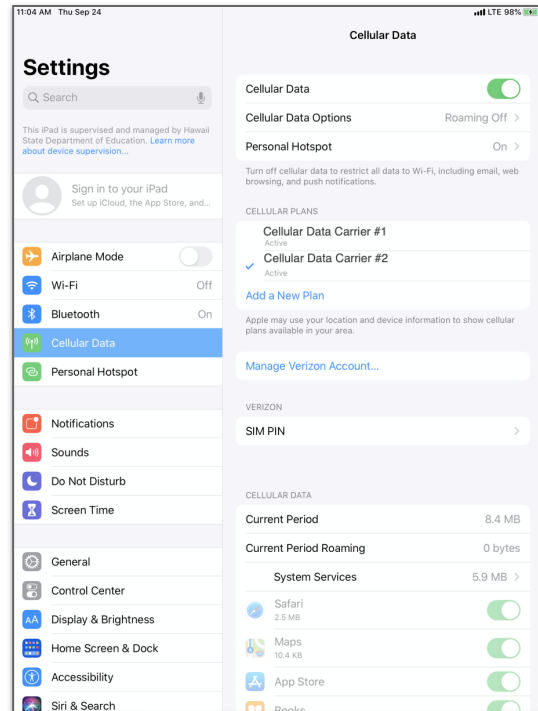 11:04 AM Thu Sep 24
LTE 98%
Settings
Search
This iPad is supervised and managed by Hawaii
State Department of Education. Learn more
about device supervision...
Sign in to your iPad
Set up iCloud, the App Store, and...
Airplane Mode
Wi-Fi Off
Bluetooth On
Cellular Data
Personal Hotspot
Notifications
Sounds
Do Not Disturb
Screen Time
General
Control Center
AA Display & Brightness
Home Screen & Dock
Accessibility
Siri & Search
Cellular Data
Cellular Data
Cellular Data Options Roaming Off
Personal Hotspot On
Turn off cellular data to restrict all data to Wi-Fi, including email, web
browsing, and push notifications.
CELLULAR PLANS
Cellular Data Carrier #1
Active
Cellular Data Carrier #2
Active
Add a New Plan
Apple may use your location and device information to show cellular
plans available in your area.
Manage Verizon Account...
VERIZON
SIM PIN
CELLULAR DATA
Current Period 8.4 MB
Current Period Roaming 0 bytes
System Services 5.9 MB
Safari
2.5 MB
Maps
10.4 KB
App Store
Books